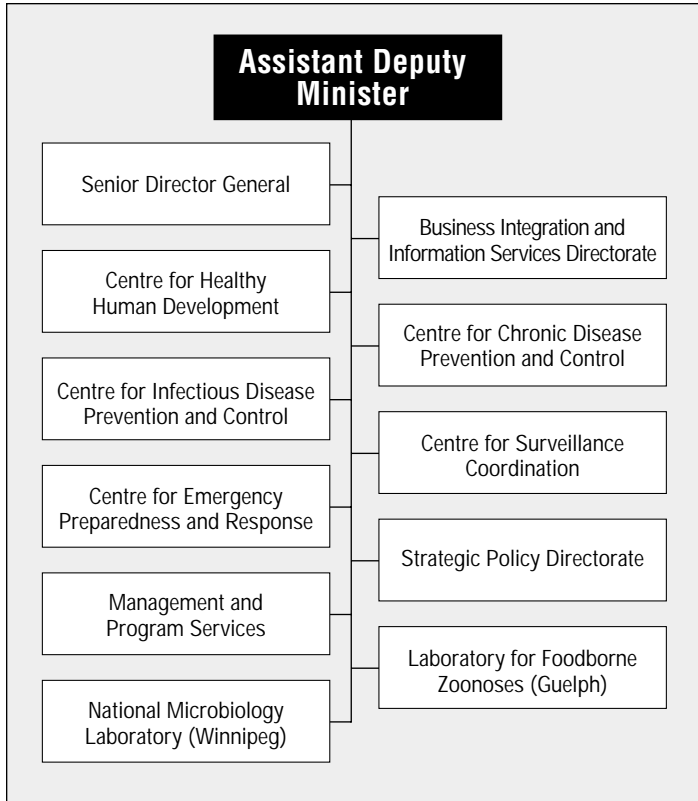 Assistant Deputy
Minister
Senior Director General
Business Integration and
Information Services Directorate
Centre for Healthy
Human Development
Centre for Chronic Disease
Prevention and Control
Centre for Infectious Disease
Prevention and Control
Centre for Surveillance
Coordination
Centre for Emergency
Preparedness and Response
Strategic Policy Directorate
Management and
Program Services
Laboratory for Foodborne
Zoonoses (Guelph)
National Microbiology
Laboratory (Winnipeg)